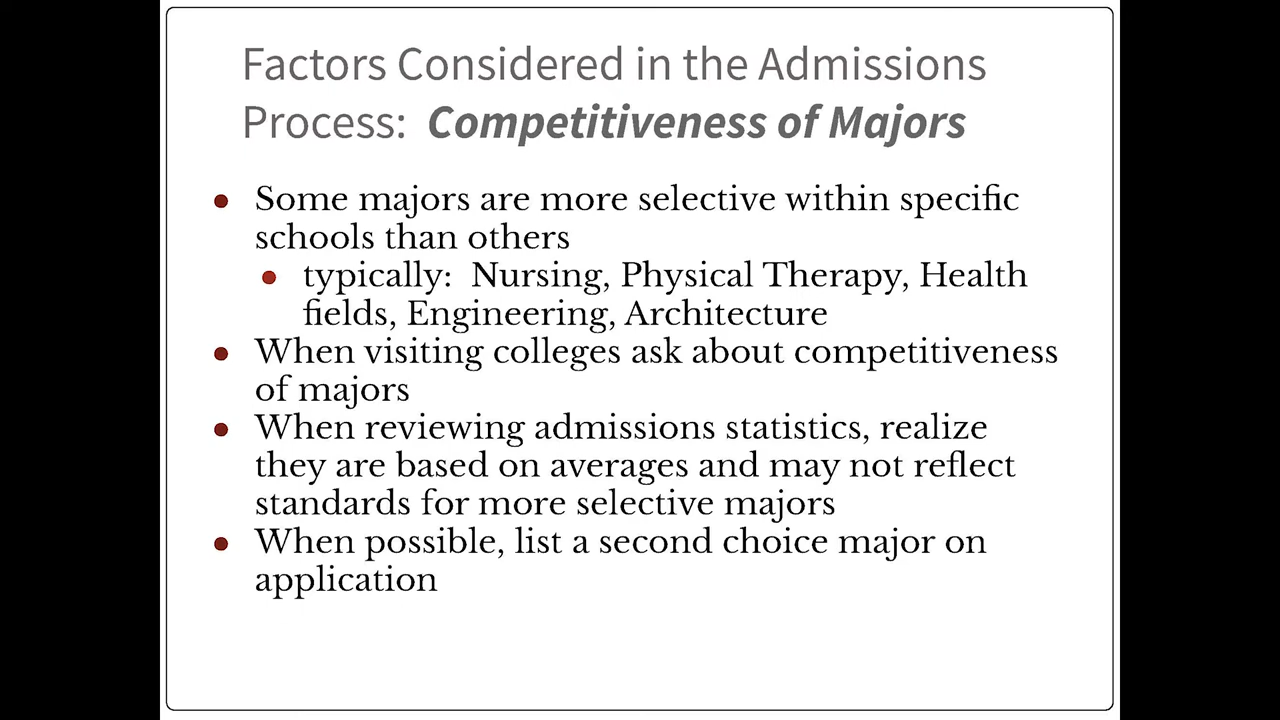 Factors Considered in the Admissions
Process: Competitiveness of Majors
• Some majors are more selective within specific
schools than others
• typically: Nursing, Physical Therapy, Health
fields, Engineering, Architecture
• When visiting colleges ask about competitiveness
of majors
• When reviewing admissions statistics, realize
they are based on averages and may not reflect
standards for more selective majors
• When possible, list a second choice major on
application